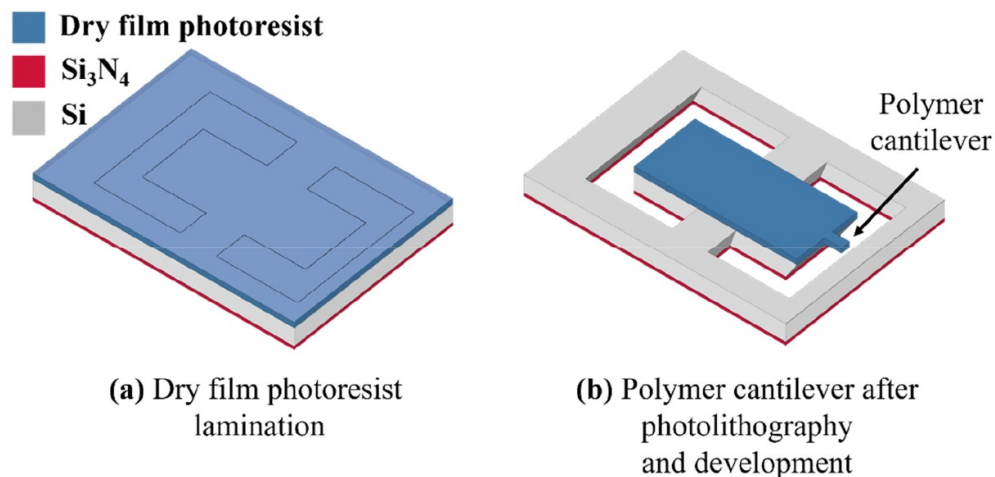 Dry film photoresist
Si₃N₄
Si
Polymer
cantilever
(a) Dry film photoresist
lamination
(b) Polymer cantilever after
photolithography
and development